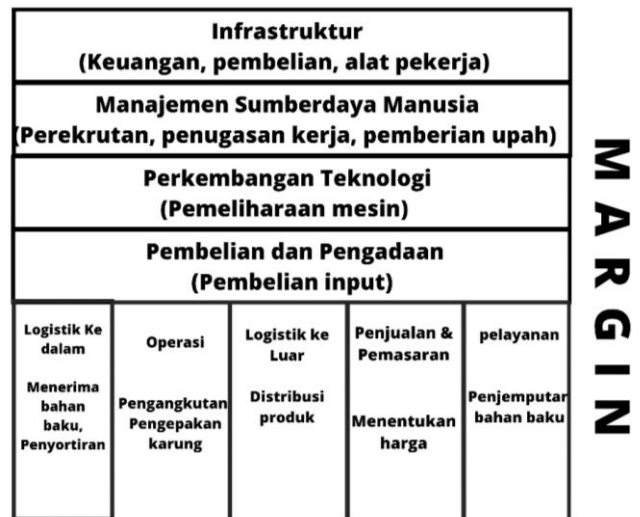 Infrastruktur
(Keuangan, pembelian, alat pekerja)
Manajemen Sumberdaya Manusia
(Perekrutan, penugasan kerja, pemberian upah)
Perkembangan Teknologi
(Pemeliharaan mesin)
Pembelian dan Pengadaan
(Pembelian input)
Logistik Ke
dalam
Menerima
bahan
baku,
Penyortiran
Operasi
Pengangkutan
Pengepakan
karung
Logistik ke
Luar
Distribusi
produk
Penjualan &
Pemasaran
Menentukan
harga
pelayanan
Penjemputan
bahan baku
MARGIN